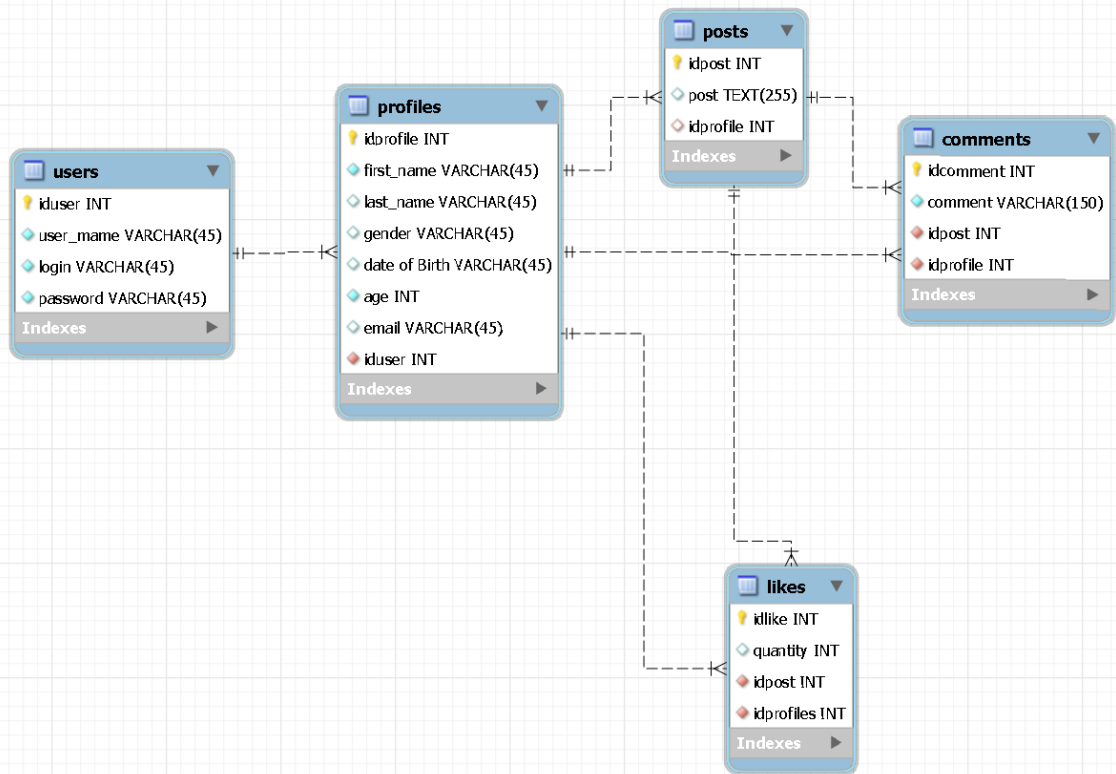 users
iduser INT
user_mame VARCHAR(45)
login VARCHAR(45)
password VARCHAR(45)
Indexes
profiles
idprofile INT
first_name VARCHAR(45)
last_name VARCHAR(45)
gender VARCHAR(45)
date of Birth VARCHAR(45)
age INT
email VARCHAR(45)
iduser INT
Indexes
posts
idpost INT
post TEXT(255)
idprofile INT
Indexes
comments
idcomment INT
comment VARCHAR(150)
idpost INT
idprofile INT
Indexes
likes
idlike INT
quantity INT
idpost INT
idprofiles INT
Indexes